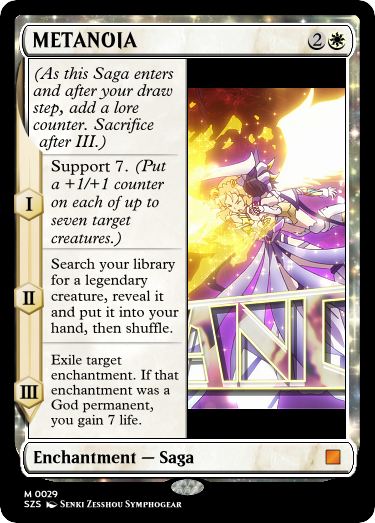 METANOIA 2
(As this Saga enters
and after your draw
step, add a lore
counter. Sacrifice
after III.)
I
Support 7. (Put
a +1/+1 counter
on each of up to
seven target
creatures.)
II
Search your library
for a legendary
creature, reveal it
and put it into your
hand, then shuffle.
III
Exile target
enchantment. If that
enchantment was a
God permanent,
you gain 7 life.
ANO
Enchantment — Saga
M 0029
SZS Senki Zesshou Symphogear